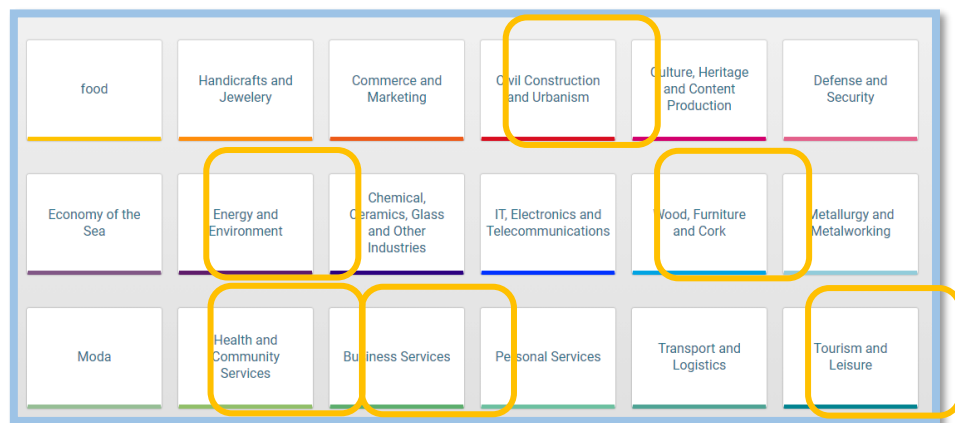 food
Handicrafts and
Jewelery
Commerce and
Marketing
Civil Construction
and Urbanism
Culture, Heritage
and Content
Production
Defense and
Security
Economy of the
Sea
Energy and
Environment
Chemical,
Ceramics, Glass
and Other
Industries
IT, Electronics and
Telecommunications
Wood, Furniture
and Cork
Metallurgy and
Metalworking
Moda
Health and
Community
Services
Business Services
Personal Services
Transport and
Logistics
Tourism and
Leisure